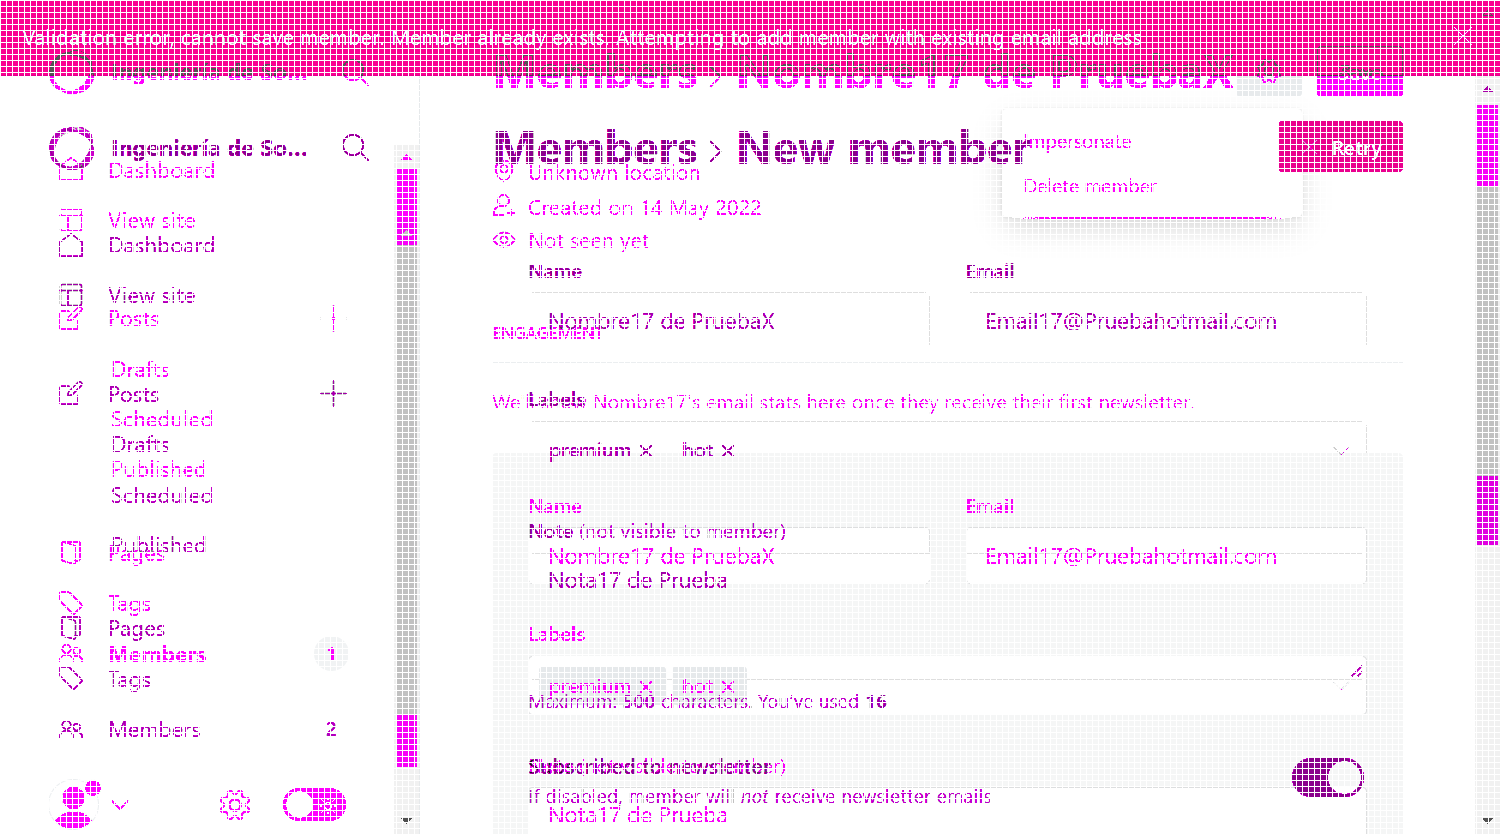 Validation error, cannot save member. Member already exists. Attempting to add member with existing email address
Members > Nombre17 de PruebaX
Ingeniería de So...
Members > New member
Impersonate
Retry
Dashboard
Unknown location
Delete member
Created on 14 May 2022
View site
Dashboard
Not seen yet
Name
Email
View site
Posts
Nombre17 de PruebaX
Email17@Pruebahotmail.com
ENGAGEMENT
Drafts
Posts
Labels
We Nombre17's email stats here once they receive their first newsletter.
Scheduled
Drafts
premium × hot ×
Published
Scheduled
Name
Email
Note (not visible to member)
Published
Pages
Nombre17 de PruebaX
Email17@Pruebahotmail.com
Nota17 de Prueba
Tags
Pages
Labels
Members 1
Tags
premium × hot ×
Maximum: 500 characters. You've used 16
Members 2
Subscribed to newsletter
If disabled, member will not receive newsletter emails
Nota17 de Prueba